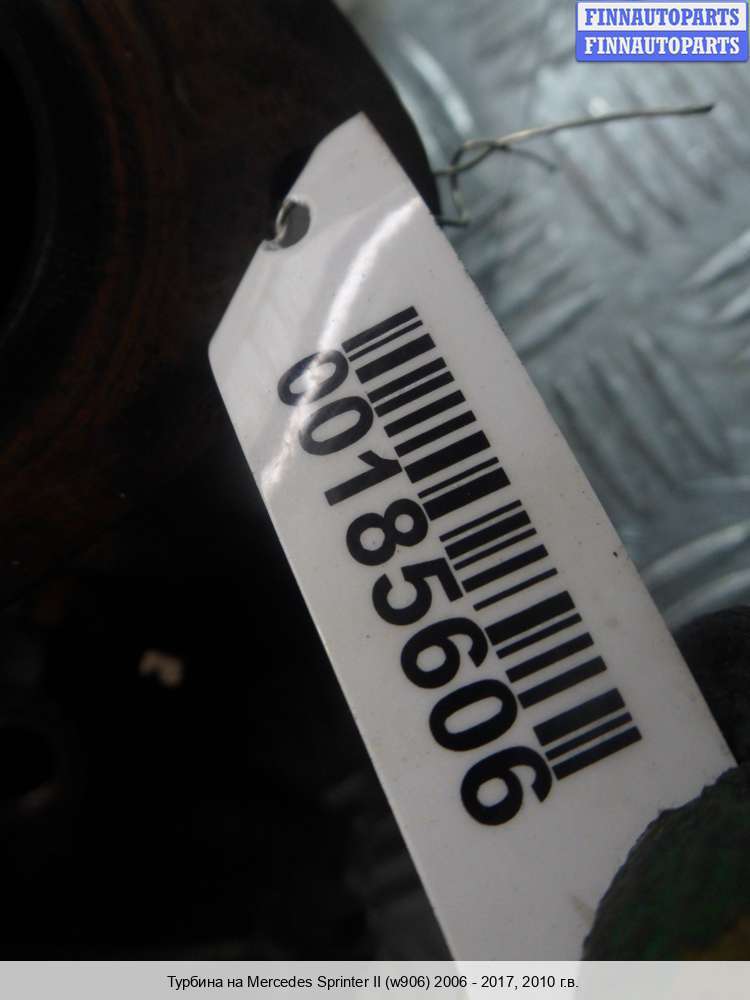 FINNAUTOPARTS
FINNAUTOPARTS
c0185606
Турбина на Mercedes Sprinter II (w906) 2006 - 2017, 2010 г.в.